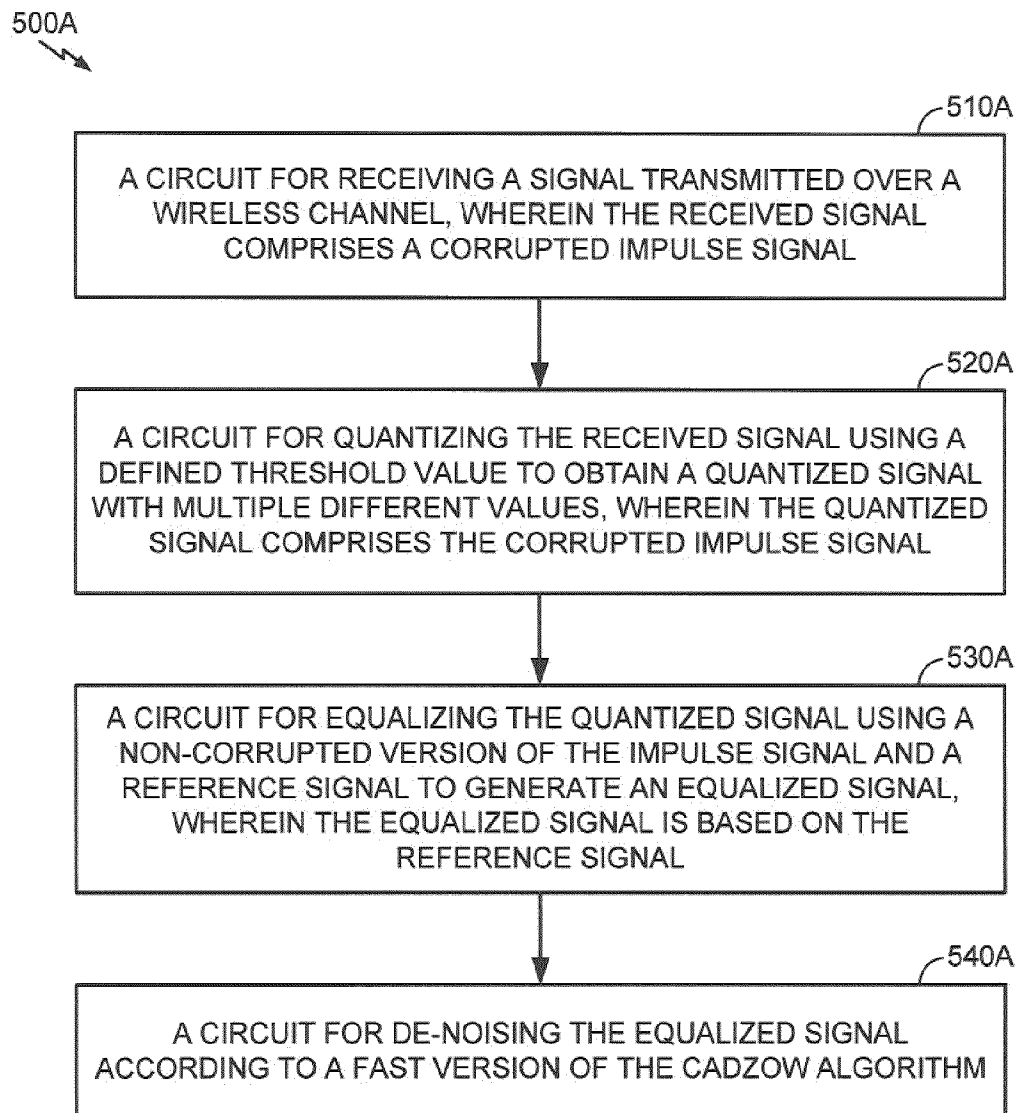 500A
510A
A CIRCUIT FOR RECEIVING A SIGNAL TRANSMITTED OVER A
WIRELESS CHANNEL, WHEREIN THE RECEIVED SIGNAL
COMPRISES A CORRUPTED IMPULSE SIGNAL
520A
A CIRCUIT FOR QUANTIZING THE RECEIVED SIGNAL USING A
DEFINED THRESHOLD VALUE TO OBTAIN A QUANTIZED SIGNAL
WITH MULTIPLE DIFFERENT VALUES, WHEREIN THE QUANTIZED
SIGNAL COMPRISES THE CORRUPTED IMPULSE SIGNAL
530A
A CIRCUIT FOR EQUALIZING THE QUANTIZED SIGNAL USING A
NON-CORRUPTED VERSION OF THE IMPULSE SIGNAL AND A
REFERENCE SIGNAL TO GENERATE AN EQUALIZED SIGNAL,
WHEREIN THE EQUALIZED SIGNAL IS BASED ON THE
REFERENCE SIGNAL
540A
A CIRCUIT FOR DE-NOISING THE EQUALIZED SIGNAL
ACCORDING TO A FAST VERSION OF THE CADZOW ALGORITHM